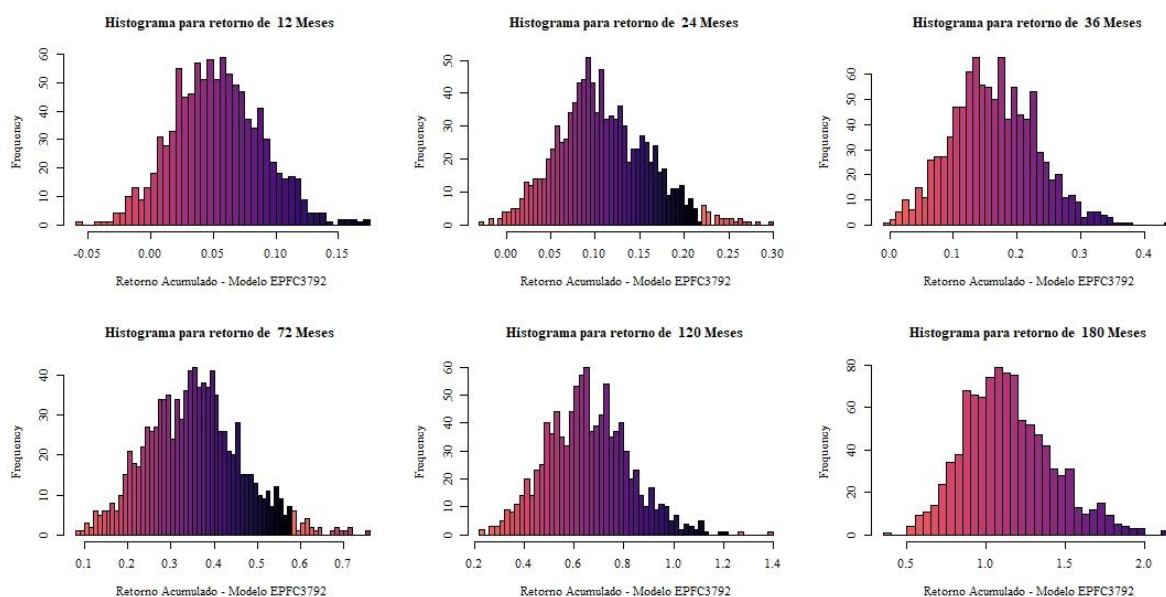 Histograma para retorno de 12 Meses
Frequency
0 10 20 30 40 50 60
-0.05 0.00 0.05 0.10 0.15
Retorno Acumulado - Modelo EPFC3792
Histograma para retorno de 24 Meses
Frequency
0 10 20 30 40 50
0.00 0.05 0.10 0.15 0.20 0.25 0.30
Retorno Acumulado - Modelo EPFC3792
Histograma para retorno de 36 Meses
Frequency
0 10 20 30 40 50 60
0.0 0.1 0.2 0.3 0.4
Retorno Acumulado - Modelo EPFC3792
Histograma para retorno de 72 Meses
Frequency
0 10 20 30 40
0.1 0.2 0.3 0.4 0.5 0.6 0.7
Retorno Acumulado - Modelo EPFC3792
Histograma para retorno de 120 Meses
Frequency
0 10 20 30 40 50 60
0.2 0.4 0.6 0.8 1.0 1.2 1.4
Retorno Acumulado - Modelo EPFC3792
Histograma para retorno de 180 Meses
Frequency
0 20 40 60 80
0.5 1.0 1.5 2.0
Retorno Acumulado - Modelo EPFC3792